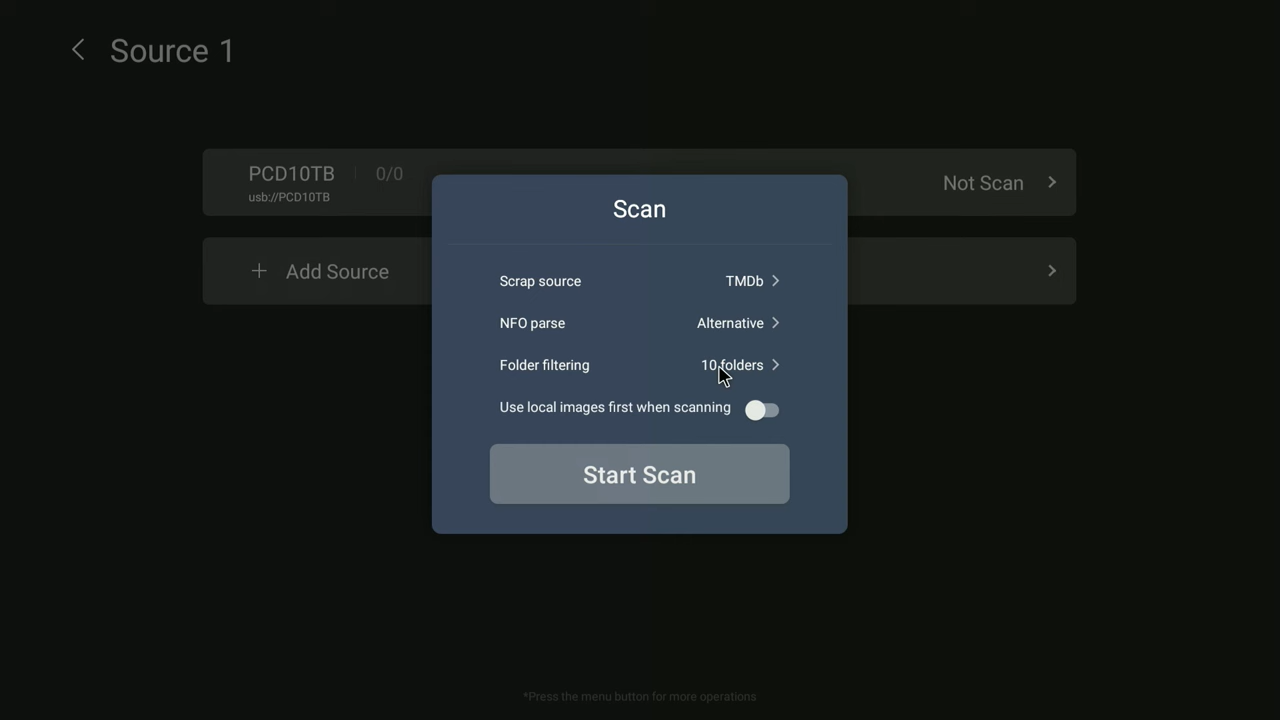 Source 1
PCD10TB
0/0
usb://PCD10TB
Not Scan
+ Add Source
Scan
Scrap source
TMDb
NFO parse
Alternative
Folder filtering
10 folders
Use local images first when scanning
Start Scan
*Press the menu button for more operations